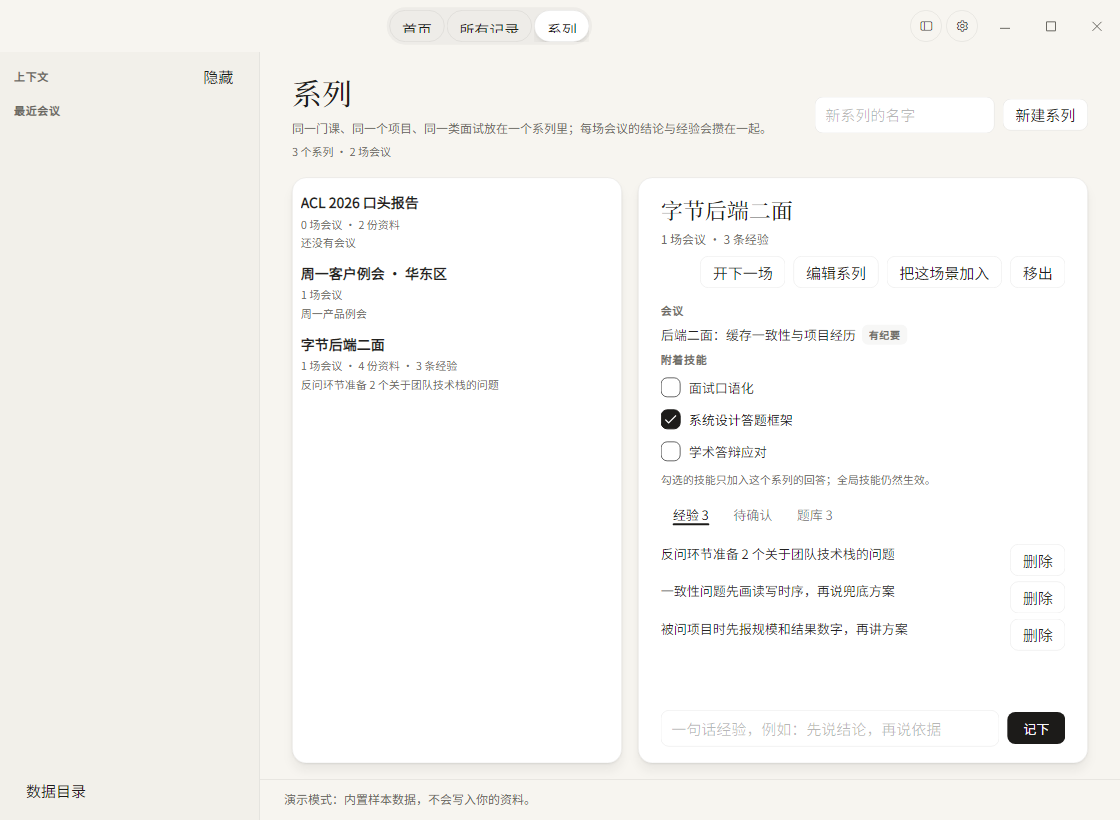 首页 所有记录 系列
上下文 隐藏
最近会议
数据目录
系列
同一门课、同一个项目、同一类面试放在一个系列里；每场会议的结论与经验会攒在一起。
3 个系列 · 2 场会议
新系列的名字 新建系列
ACL 2026 口头报告
0 场会议 · 2 份资料
还没有会议
周一客户例会 · 华东区
1 场会议
周一产品例会
字节后端二面
1 场会议 · 4 份资料 · 3 条经验
反问环节准备 2 个关于团队技术栈的问题
字节后端二面
1 场会议 · 3 条经验
开下一场 编辑系列 把这场景加入 移出
会议
后端二面：缓存一致性与项目经历 有纪要
附着技能
面试口语化
系统设计答题框架
学术答辩应对
勾选的技能只加入这个系列的回答；全局技能仍然生效。
经验 3 待确认 题库 3
反问环节准备 2 个关于团队技术栈的问题 删除
一致性问题先画读写时序，再说兜底方案 删除
被问项目时先报规模和结果数字，再讲方案 删除
一句话经验，例如：先说结论，再说依据 记下
演示模式：内置样本数据，不会写入你的资料。